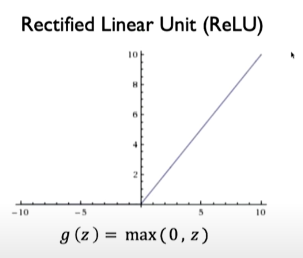 Rectified Linear Unit (ReLU)
10
8
6
4
2
-10 -5 5 10
g (z) = max(0, z)